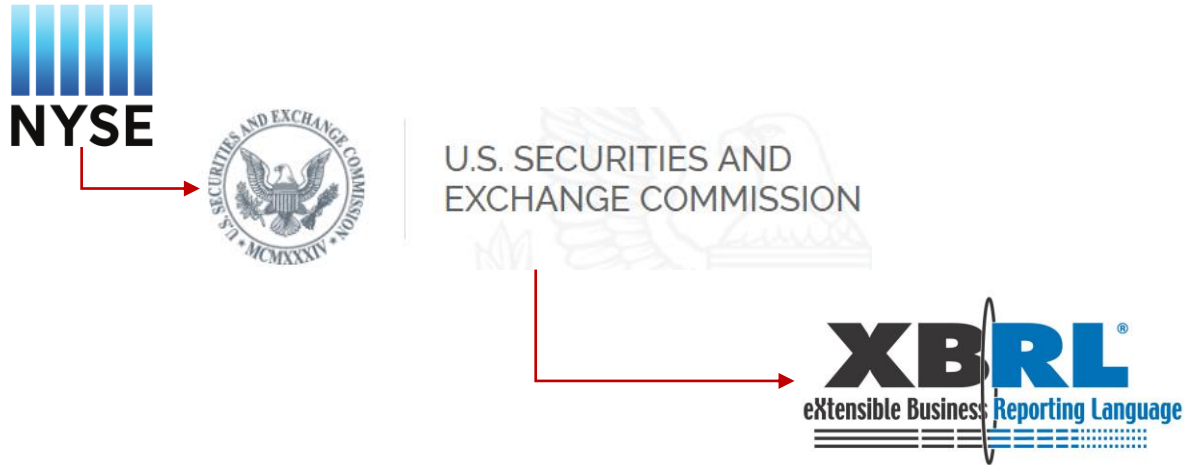 NYSE
U.S. SECURITIES AND EXCHANGE COMMISSION
MCMXXXIV
U.S. SECURITIES AND
EXCHANGE COMMISSION
XBRL®
eXtensible Business Reporting Language